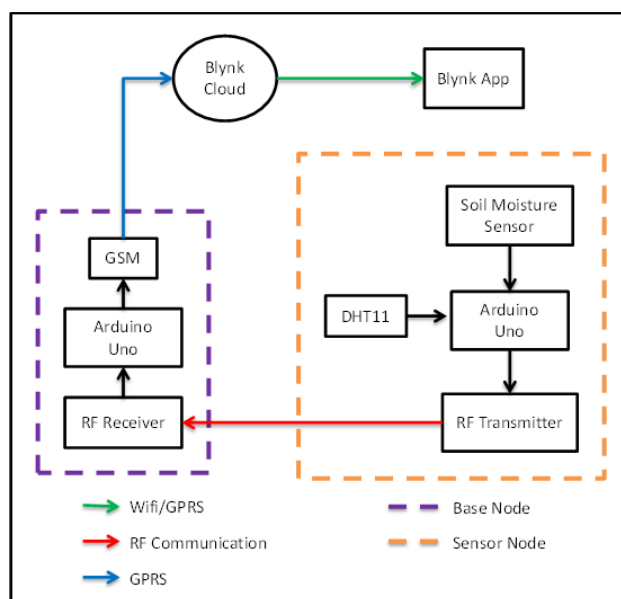 Blynk
Cloud
Blynk App
Soil Moisture
Sensor
GSM
DHT11
Arduino
Uno
Arduino
Uno
RF Receiver
RF Transmitter
Wifi/GPRS
RF Communication
GPRS
Base Node
Sensor Node